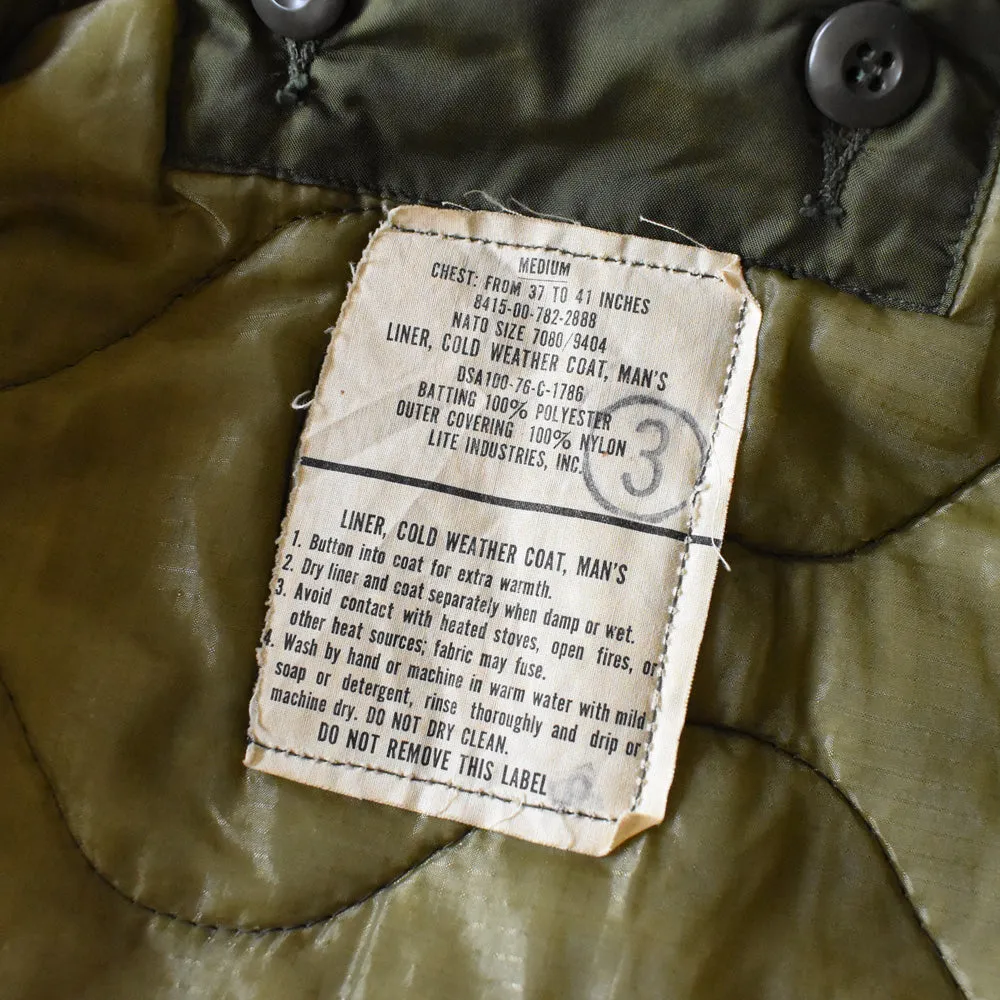 MEDIUM
CHEST: FROM 37 TO 41 INCHES
8415-00-782-2888
NATO SIZE 7080/9404
LINER, COLD WEATHER COAT, MAN'S
DSA100-76-C-1786
BATTING 100% POLYESTER
OUTER COVERING 100% NYLON
LITE INDUSTRIES, INC.
3
LINER, COLD WEATHER COAT, MAN'S
1. Button into coat for extra warmth.
2. Dry liner and coat separately when damp or wet.
3. Avoid contact with heated stoves, open fires, or
other heat sources; fabric may fuse.
4. Wash by hand or machine in warm water with mild
soap or detergent, rinse thoroughly and drip or
machine dry. DO NOT DRY CLEAN.
DO NOT REMOVE THIS LABEL